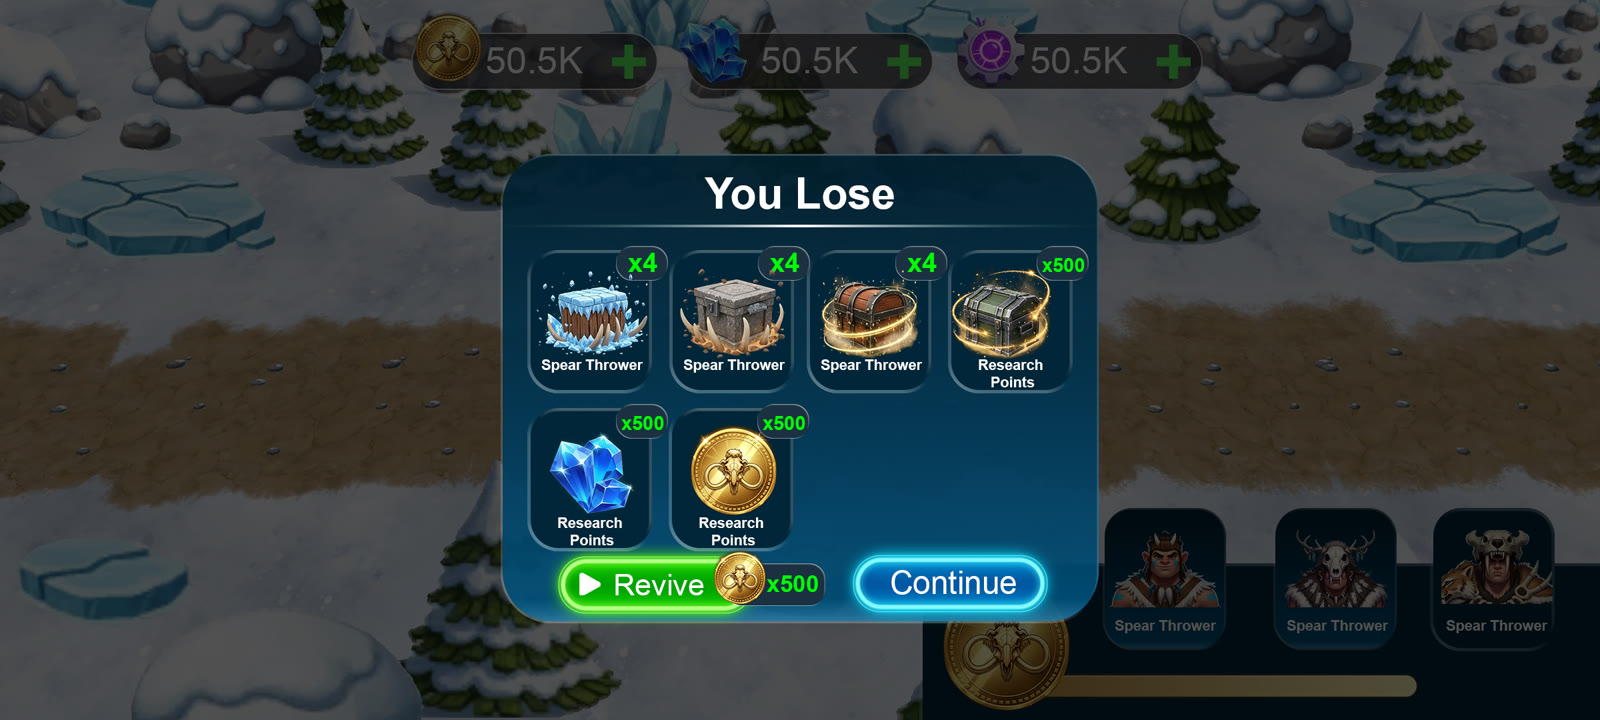 50.5K
50.5K
50.5K
You Lose
x4
x4
x4
x500
Spear Thrower
Spear Thrower
Spear Thrower
Research
Points
x500
x500
Research
Points
Research
Points
Revive
x500
Continue
Spear Thrower
Spear Thrower
Spear Thrower